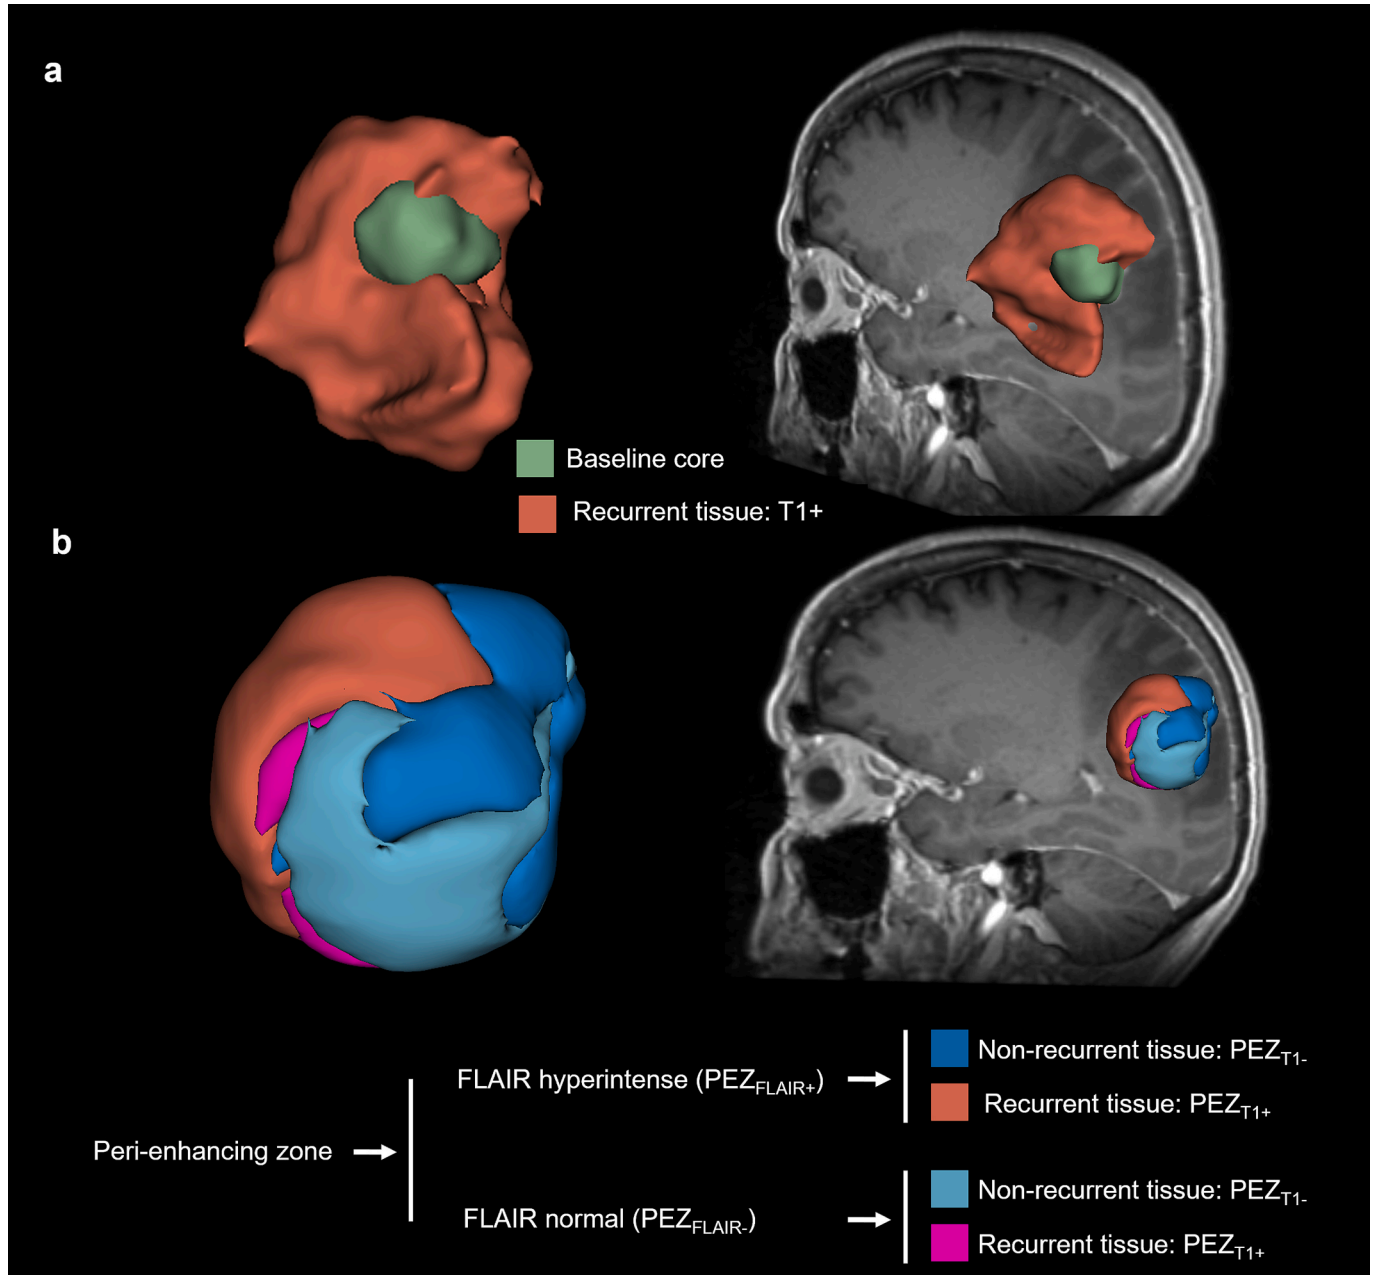 a
Baseline core
Recurrent tissue: T1+
b
Non-recurrent tissue: PEZT1-
FLAIR hyperintense (PEZFLAIR+)
Recurrent tissue: PEZT1+
Peri-enhancing zone
Non-recurrent tissue: PEZT1-
FLAIR normal (PEZFLAIR-)
Recurrent tissue: PEZT1+